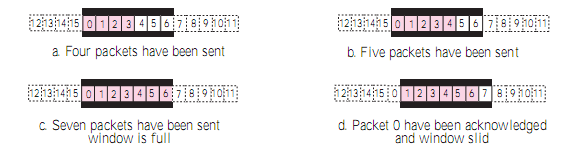 12 13 14 15 0 1 2 3 4 5 6 7 8 9 10 11
a. Four packets have been sent
12 13 14 15 0 1 2 3 4 5 6 7 8 9 10 11
b. Five packets have been sent
12 13 14 15 0 1 2 3 4 5 6 7 8 9 10 11
c. Seven packets have been sent
window is full
12 13 14 15 0 1 2 3 4 5 6 7 8 9 10 11
d. Packet 0 have been acknowledged
and window slid